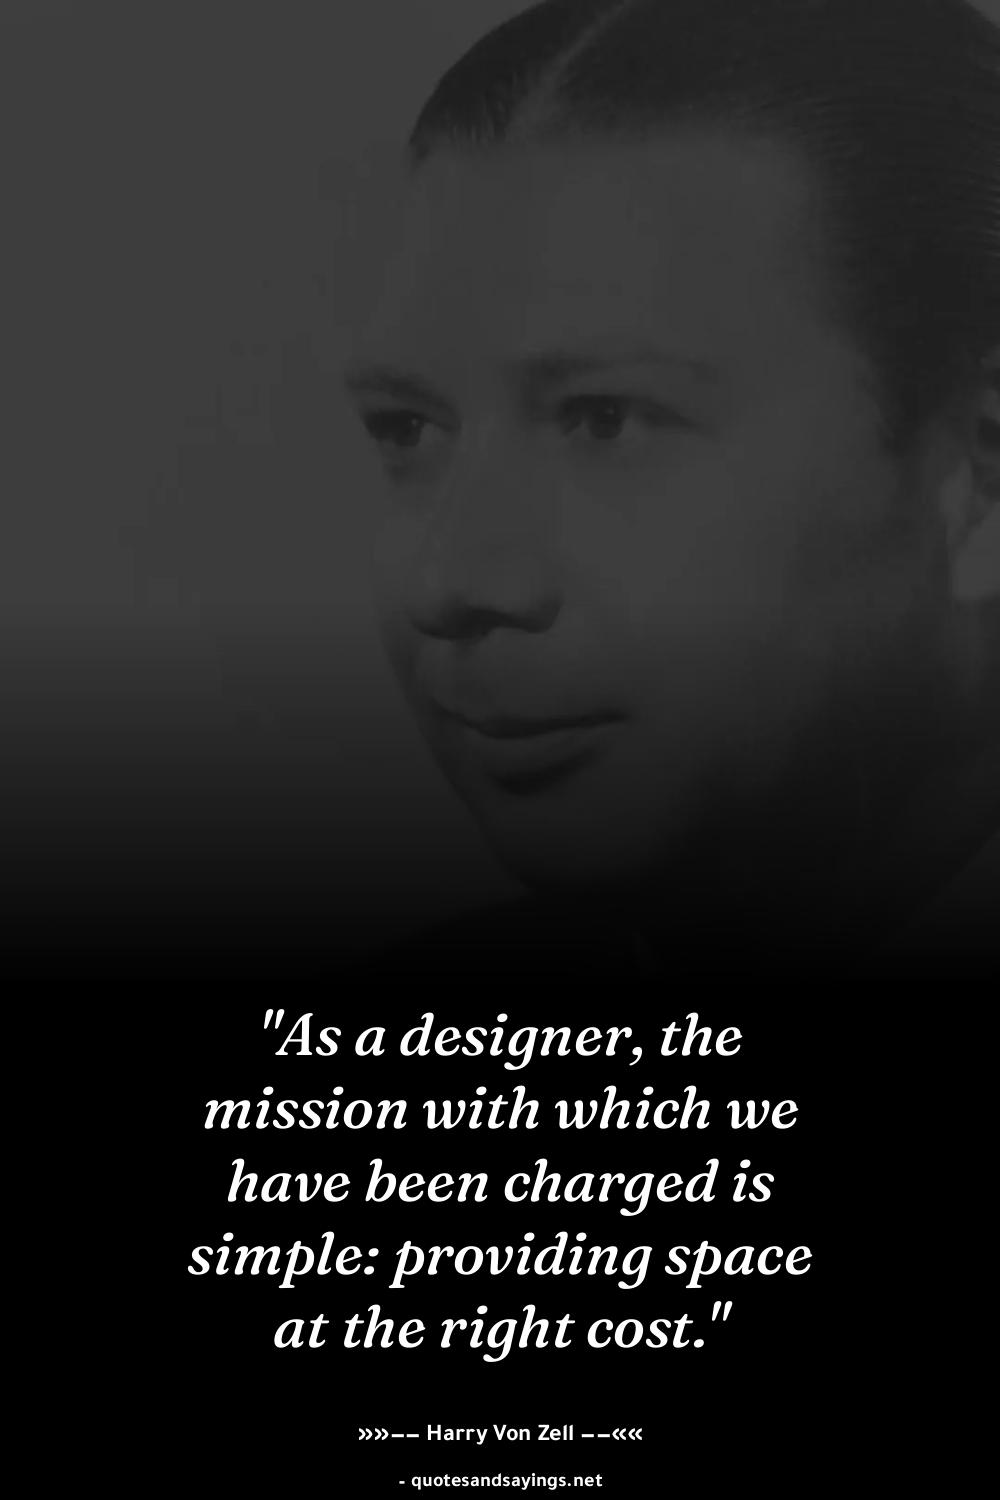 "As a designer, the
mission with which we
have been charged is
simple: providing space
at the right cost."
»»–– Harry Von Zell ––««
- quotesandsayings.net